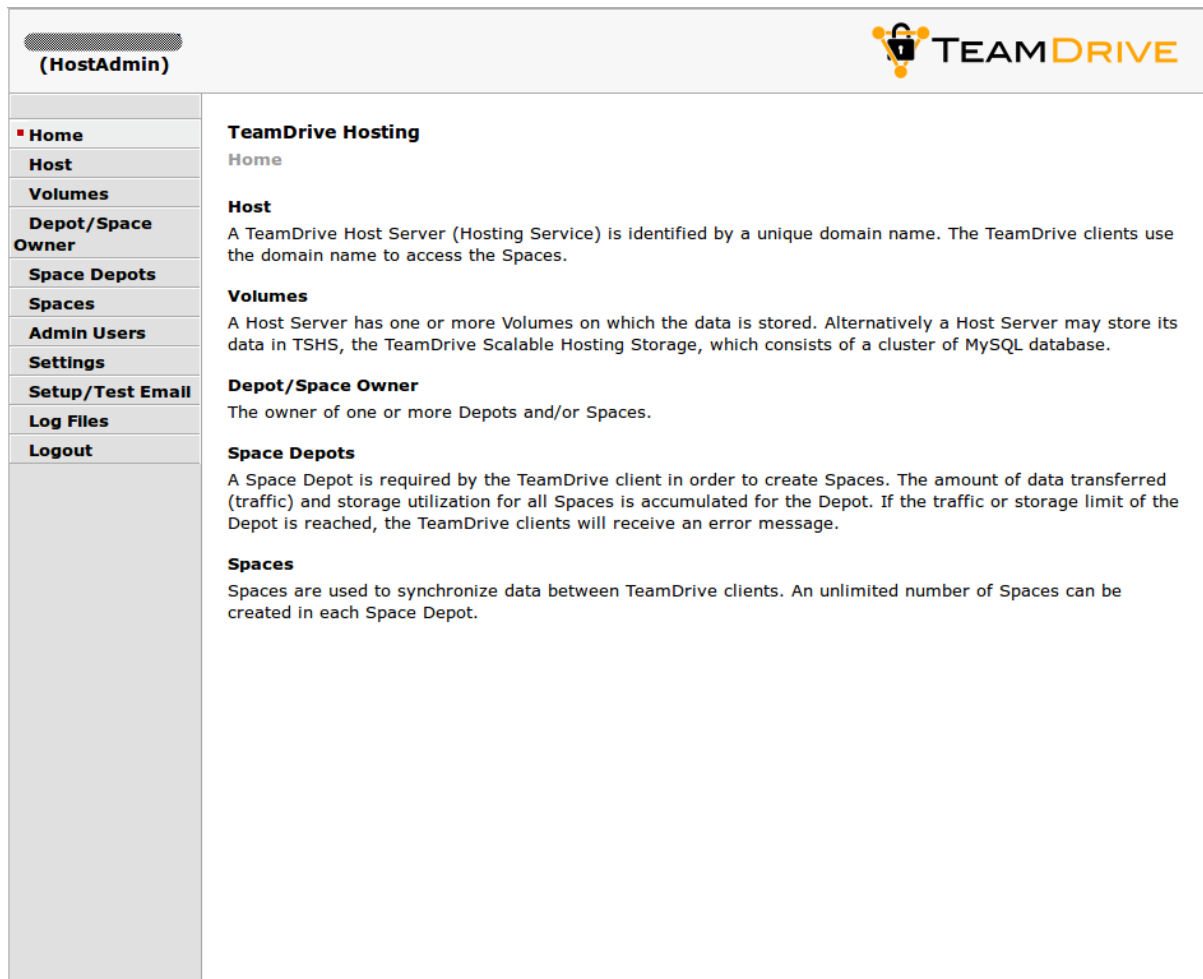 (HostAdmin)
TEAMDRIVE
Home
Host
Volumes
Depot/Space
Owner
Space Depots
Spaces
Admin Users
Settings
Setup/Test Email
Log Files
Logout
TeamDrive Hosting
Home
Host
A TeamDrive Host Server (Hosting Service) is identified by a unique domain name. The TeamDrive clients use
the domain name to access the Spaces.
Volumes
A Host Server has one or more Volumes on which the data is stored. Alternatively a Host Server may store its
data in TSHS, the TeamDrive Scalable Hosting Storage, which consists of a cluster of MySQL database.
Depot/Space Owner
The owner of one or more Depots and/or Spaces.
Space Depots
A Space Depot is required by the TeamDrive client in order to create Spaces. The amount of data transferred
(traffic) and storage utilization for all Spaces is accumulated for the Depot. If the traffic or storage limit of the
Depot is reached, the TeamDrive clients will receive an error message.
Spaces
Spaces are used to synchronize data between TeamDrive clients. An unlimited number of Spaces can be
created in each Space Depot.